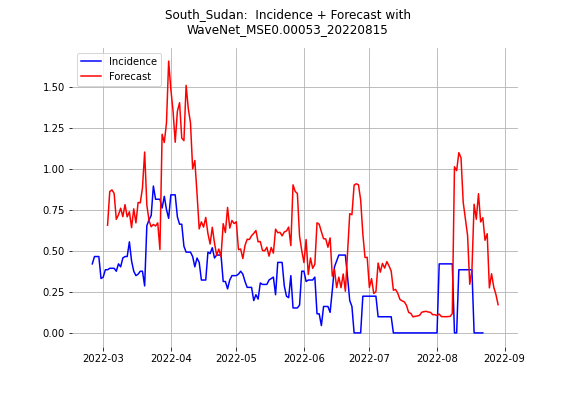 South_Sudan:  Incidence + Forecast with
WaveNet_MSE0.00053_20220815
Incidence
Forecast
1.50
1.25
1.00
0.75
0.50
0.25
0.00
2022-03 2022-04 2022-05 2022-06 2022-07 2022-08 2022-09